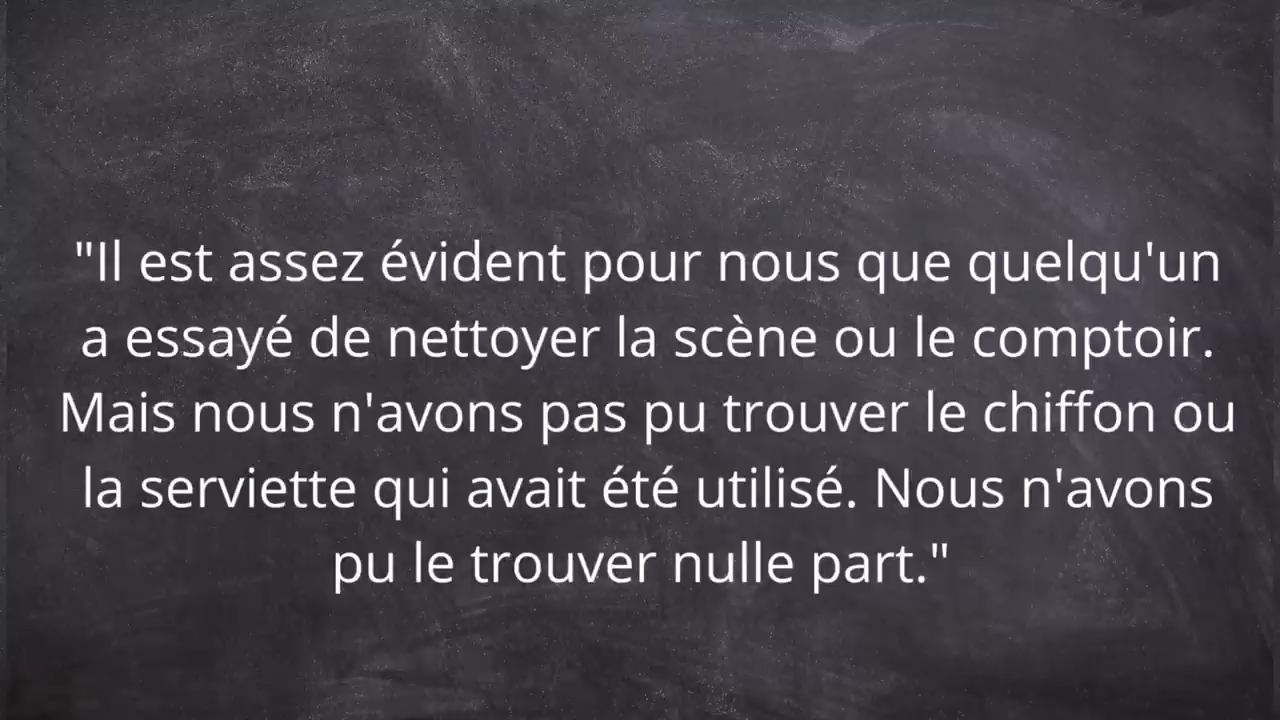 "Il est assez évident pour nous que quelqu'un
a essayé de nettoyer la scène ou le comptoir.
Mais nous n'avons pas pu trouver le chiffon ou
la serviette qui avait été utilisé. Nous n'avons
pu le trouver nulle part."